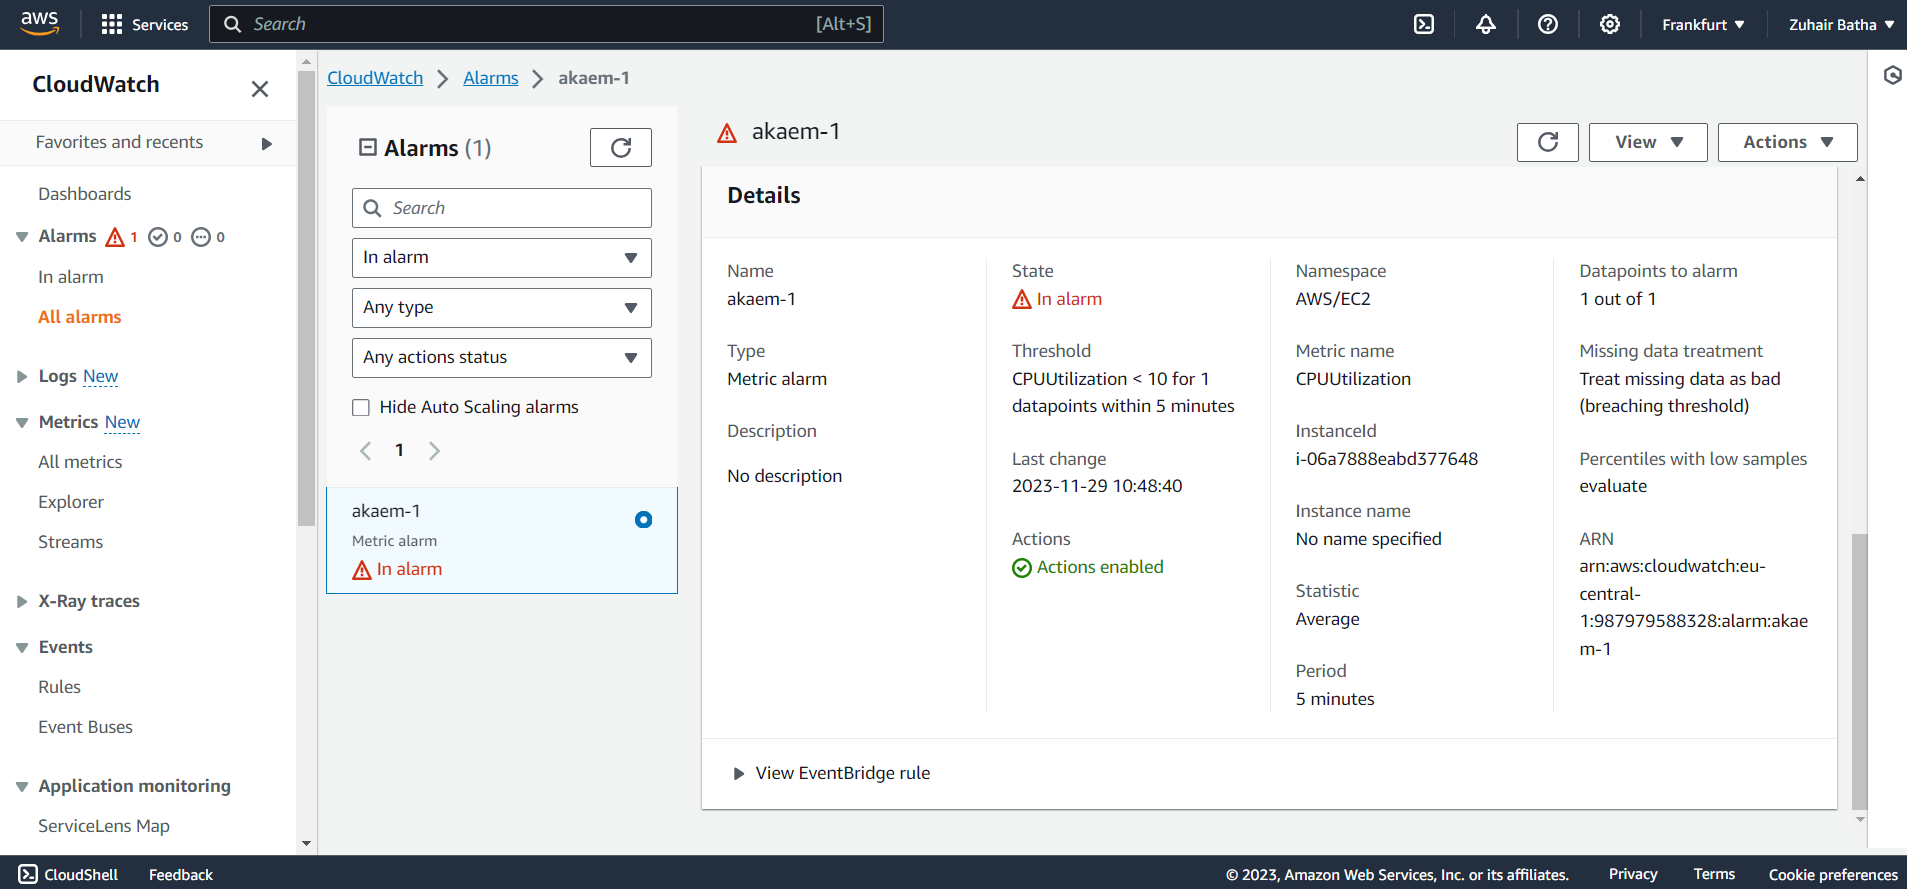 aws
Services
Search
[Alt+S]
Frankfurt
Zuhair Batha
CloudWatch
Favorites and recents
Dashboards
Alarms 1 0 0
In alarm
All alarms
Logs New
Metrics New
All metrics
Explorer
Streams
X-Ray traces
Events
Rules
Event Buses
Application monitoring
ServiceLens Map
CloudWatch
Alarms
akaem-1
Alarms (1)
Search
In alarm
Any type
Any actions status
Hide Auto Scaling alarms
1
akaem-1
Metric alarm
In alarm
akaem-1
View
Actions
Details
Name
akaem-1
Type
Metric alarm
Description
No description
State
In alarm
Threshold
CPUUtilization < 10 for 1
datapoints within 5 minutes
Last change
2023-11-29 10:48:40
Actions
Actions enabled
Namespace
AWS/EC2
Metric name
CPUUtilization
InstanceId
i-06a7888eabd377648
Instance name
No name specified
Statistic
Average
Period
5 minutes
Datapoints to alarm
1 out of 1
Missing data treatment
Treat missing data as bad
(breaching threshold)
Percentiles with low samples
evaluate
ARN
arn:aws:cloudwatch:eu-
central-
1:987979588328:alarm:akae
m-1
View EventBridge rule
CloudShell
Feedback
© 2023, Amazon Web Services, Inc. or its affiliates.
Privacy
Terms
Cookie preferences